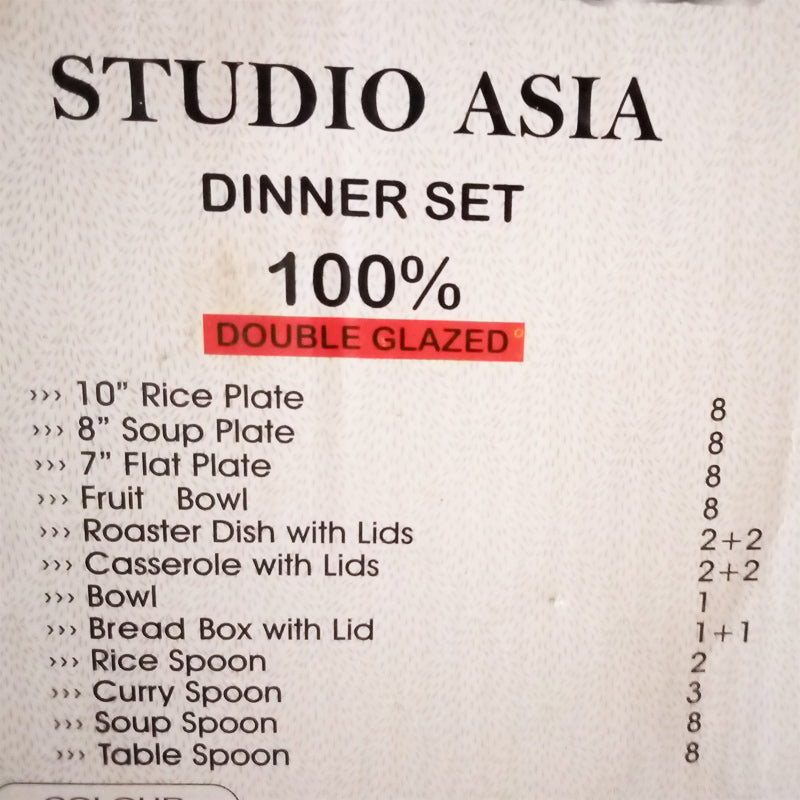 STUDIO ASIA
DINNER SET
100%
DOUBLE GLAZED
››› 10" Rice Plate 8
››› 8" Soup Plate 8
››› 7" Flat Plate 8
››› Fruit Bowl 8
››› Roaster Dish with Lids 2+2
››› Casserole with Lids 2+2
››› Bowl 1
››› Bread Box with Lid 1+1
››› Rice Spoon 2
››› Curry Spoon 3
››› Soup Spoon 8
››› Table Spoon 8